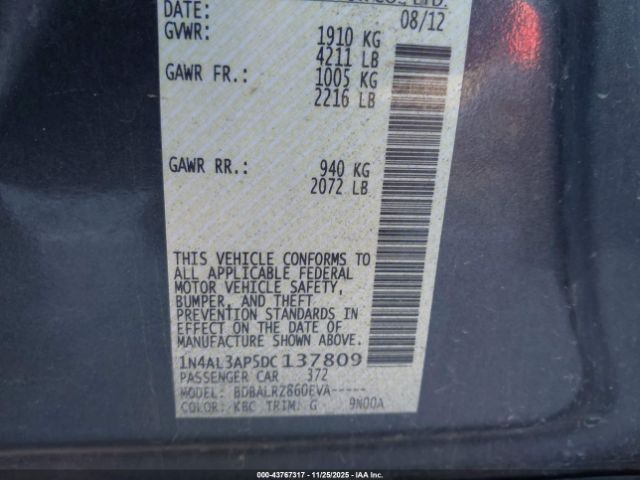 CO., LTD.
DATE: 08/12
GVWR: 1910 KG
4211 LB
GAWR FR.: 1005 KG
2216 LB
GAWR RR.: 940 KG
2072 LB
THIS VEHICLE CONFORMS TO
ALL APPLICABLE FEDERAL
MOTOR VEHICLE SAFETY,
BUMPER, AND THEFT
PREVENTION STANDARDS IN
EFFECT ON THE DATE OF
MANUFACTURE SHOWN ABOVE.
1N4AL3AP5DC137809
PASSENGER CAR 372
MODEL: BDBALRZ860EVA-----
COLOR: KBC TRIM: G 9N00A
000-43767317 - 11/25/2025 - IAA Inc.